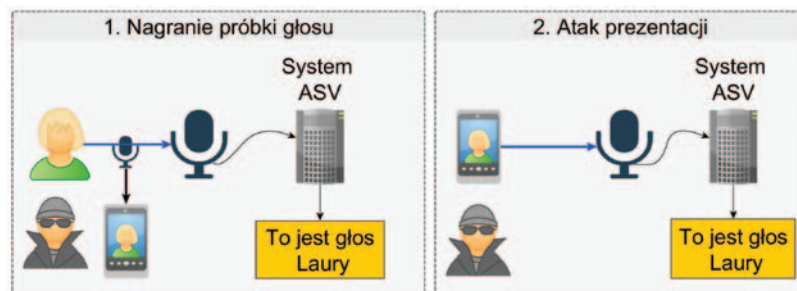 1. Nagranie próbki głosu
System
ASV
To jest głos
Laury
2. Atak prezentacji
System
ASV
To jest głos
Laury